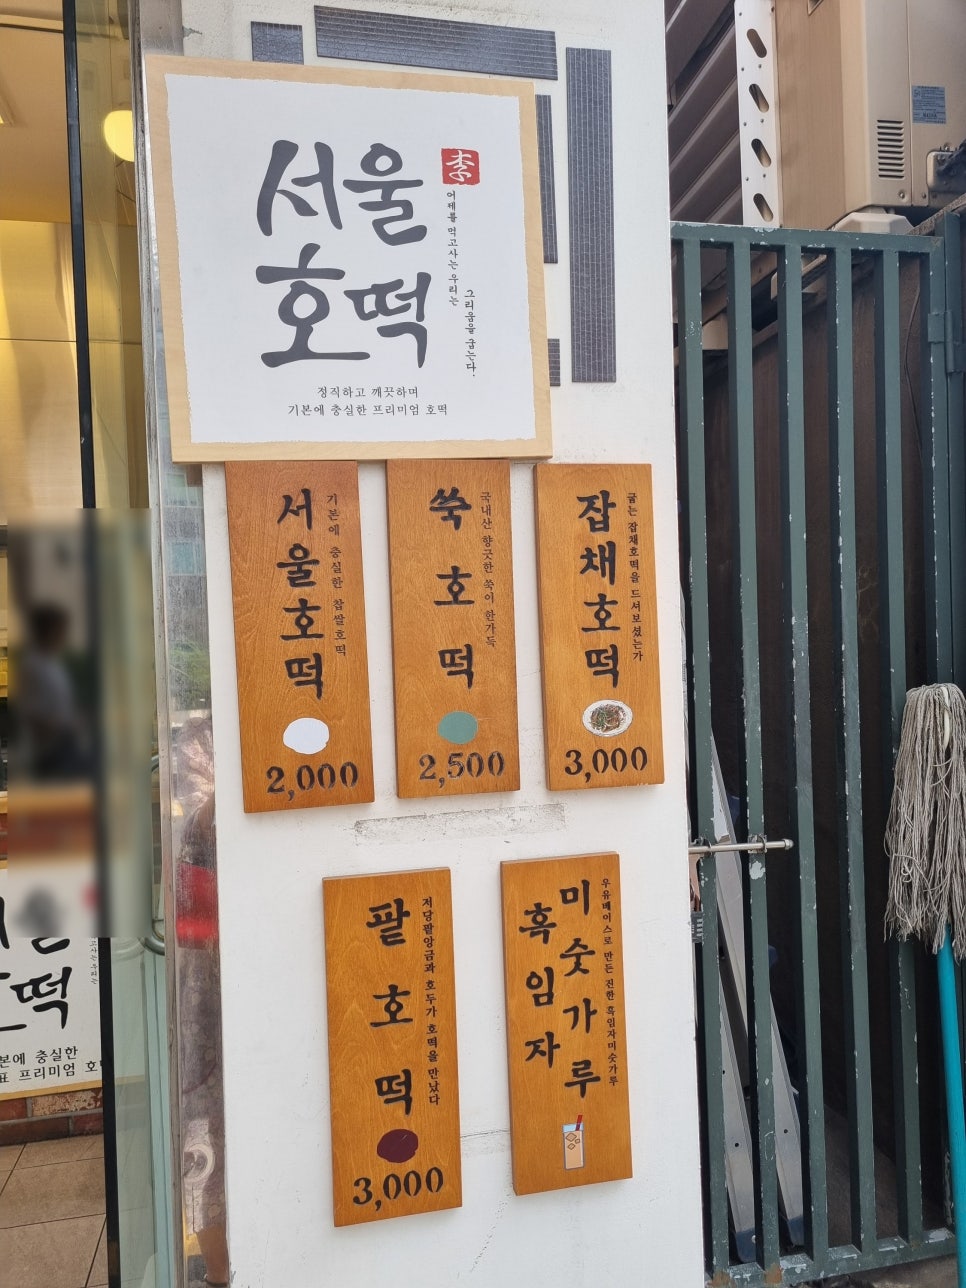 서울
호떡
李
어제를 먹고사는 우리는
그리움을 굽는다.
정직하고 깨끗하며
기본에 충실한 프리미엄 호떡
서울호떡
기본에 충실한 찹쌀호떡
2,000
쑥호떡
국내산 향긋한 쑥이 한가득
2,500
잡채호떡
굽는 잡채호떡을 드셔보셨는가
3,000
팥호떡
저당팥앙금과 호두가 호떡을 만났다
3,000
흑임자
미숫가루
우유베이스로 만든 진한 흑임자미숫가루
떡
본에 충실한
프리미엄 호